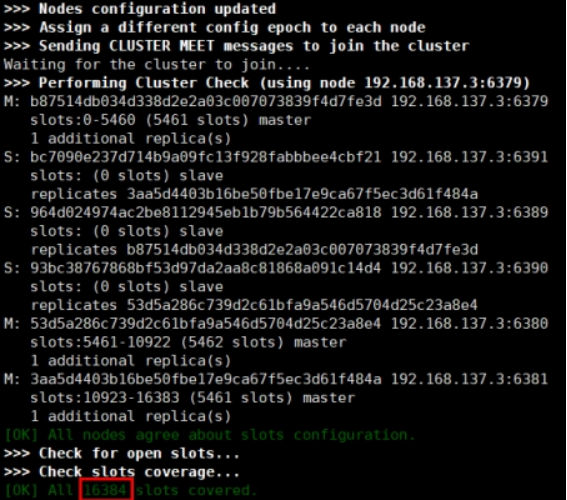 >>> Nodes configuration updated
>>> Assign a different config epoch to each node
>>> Sending CLUSTER MEET messages to join the cluster
Waiting for the cluster to join....
>>> Performing Cluster Check (using node 192.168.137.3:6379)
M: b87514db034d338d2e2a03c007073839f4d7fe3d 192.168.137.3:6379
   slots:0-5460 (5461 slots) master
   1 additional replica(s)
S: bc7090e237d714b9a09fc13f928fabbbee4cbf21 192.168.137.3:6391
   slots: (0 slots) slave
   replicates 3aa5d4403b16be50fbe17e9ca67f5ec3d61f484a
S: 964d024974ac2be8112945eb1b79b564422ca818 192.168.137.3:6389
   slots: (0 slots) slave
   replicates b87514db034d338d2e2a03c007073839f4d7fe3d
S: 93bc38767868bf53d97da2aa8c81868a091c14d4 192.168.137.3:6390
   slots: (0 slots) slave
   replicates 53d5a286c739d2c61bfa9a546d5704d25c23a8e4
M: 53d5a286c739d2c61bfa9a546d5704d25c23a8e4 192.168.137.3:6380
   slots:5461-10922 (5462 slots) master
   1 additional replica(s)
M: 3aa5d4403b16be50fbe17e9ca67f5ec3d61f484a 192.168.137.3:6381
   slots:10923-16383 (5461 slots) master
   1 additional replica(s)
[OK] All nodes agree about slots configuration.
>>> Check for open slots...
>>> Check slots coverage...
[OK] All 16384 slots covered.